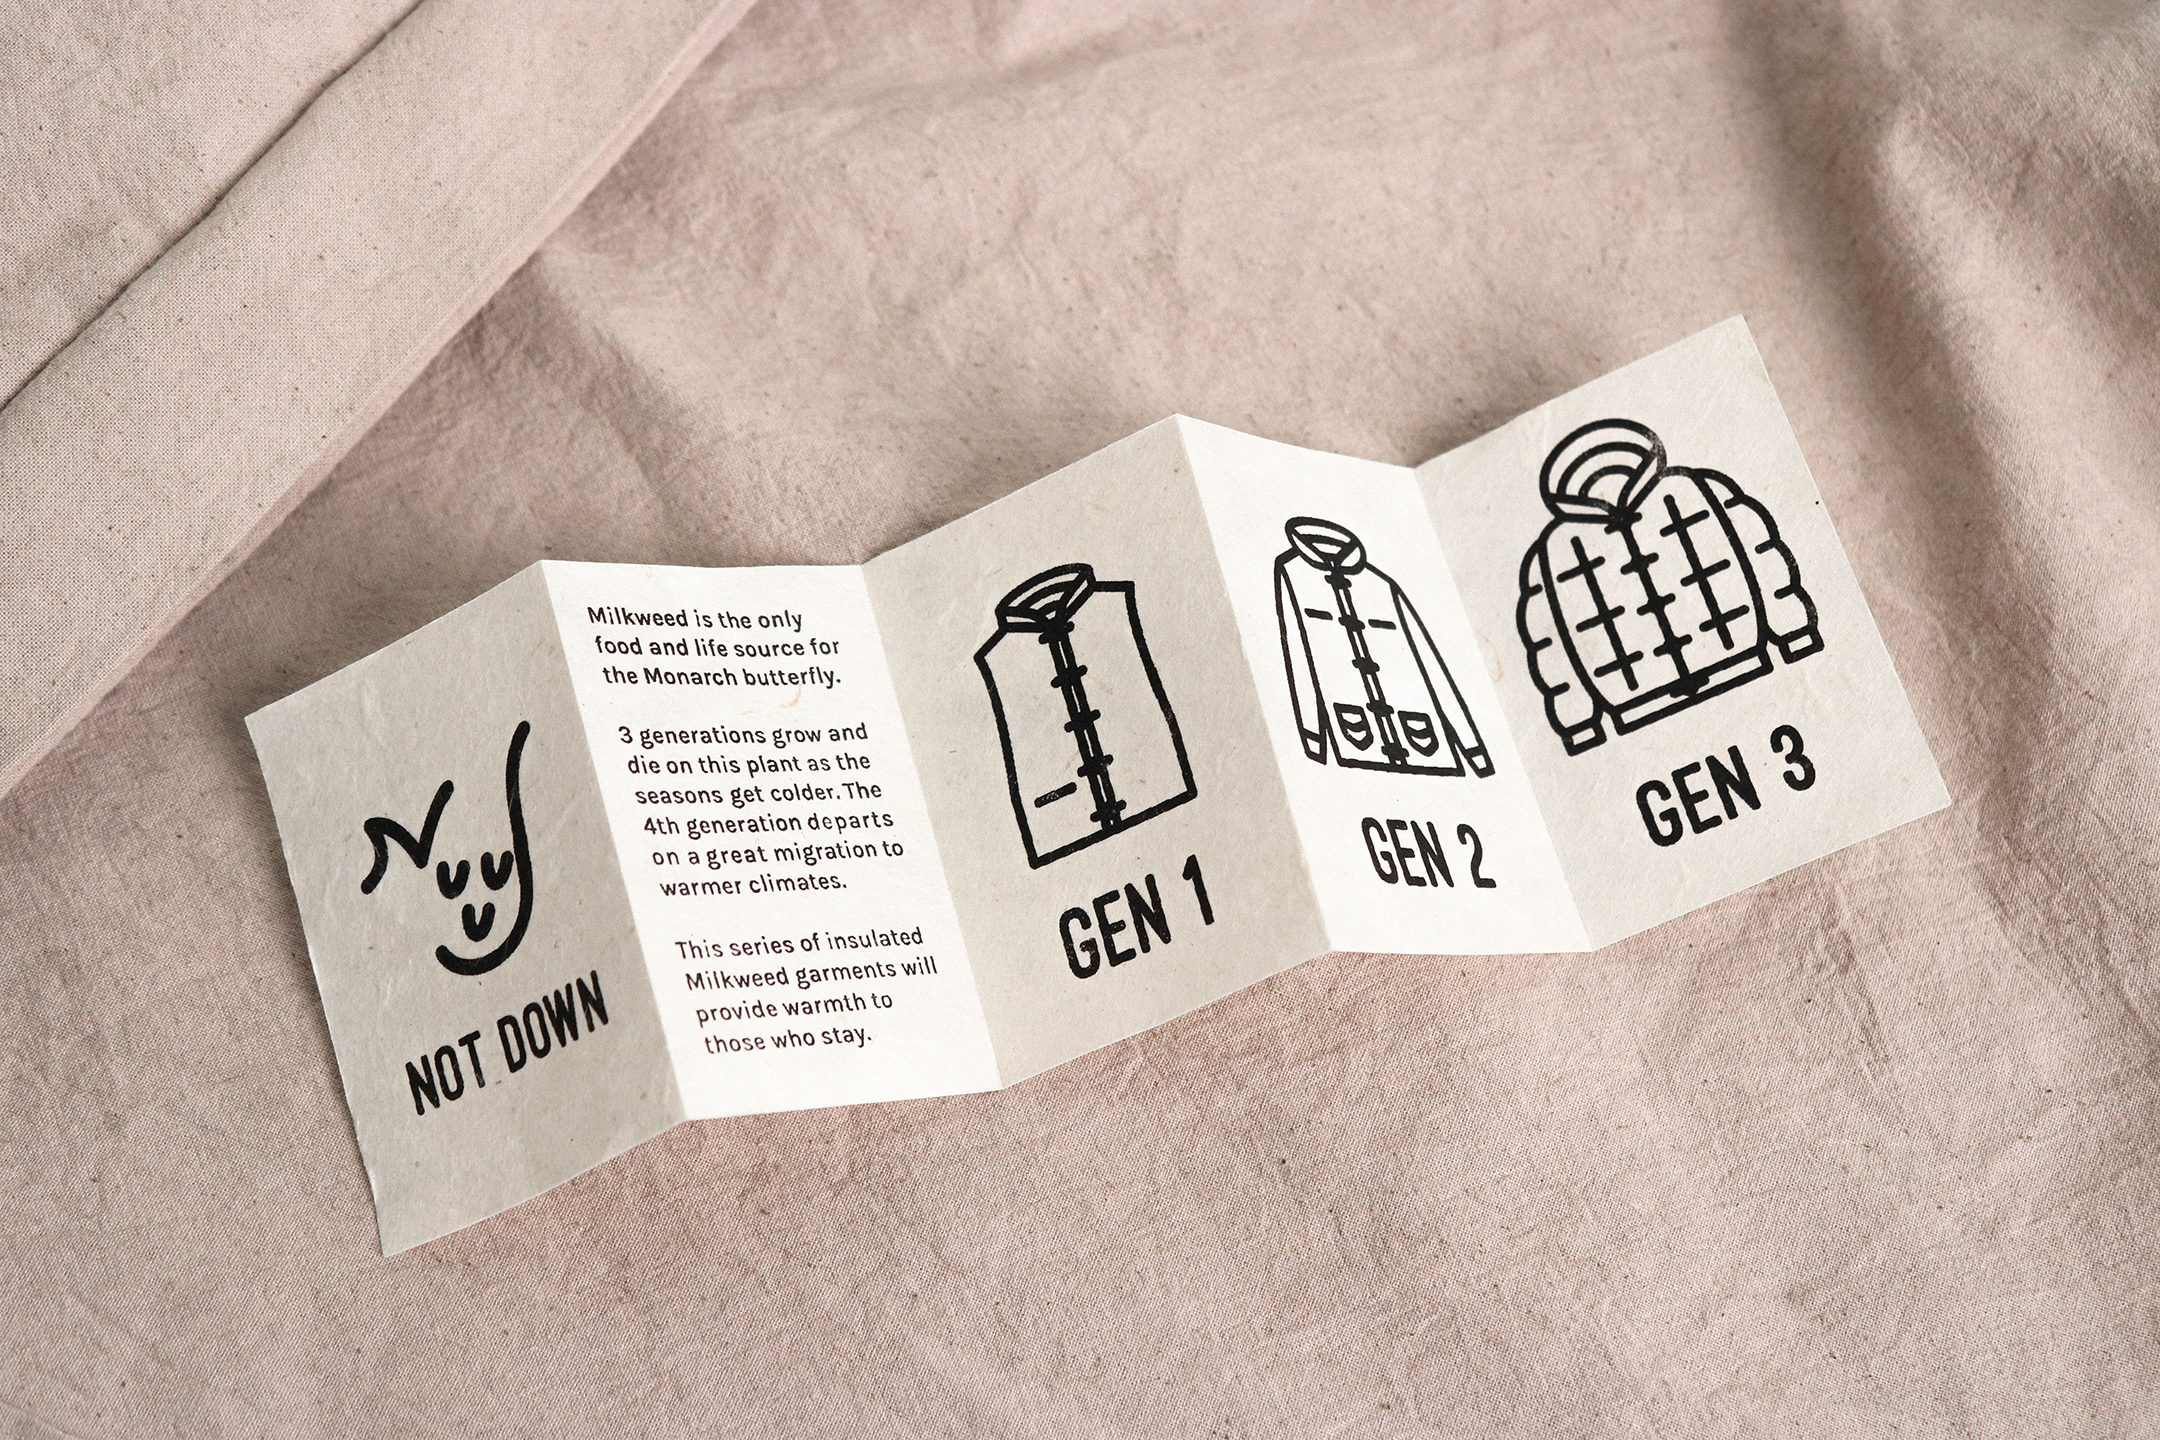 NOT DOWN
Milkweed is the only
food and life source for
the Monarch butterfly.
3 generations grow and
die on this plant as the
seasons get colder. The
4th generation departs
on a great migration to
warmer climates.
This series of insulated
Milkweed garments will
provide warmth to
those who stay.
GEN 1
GEN 2
GEN 3